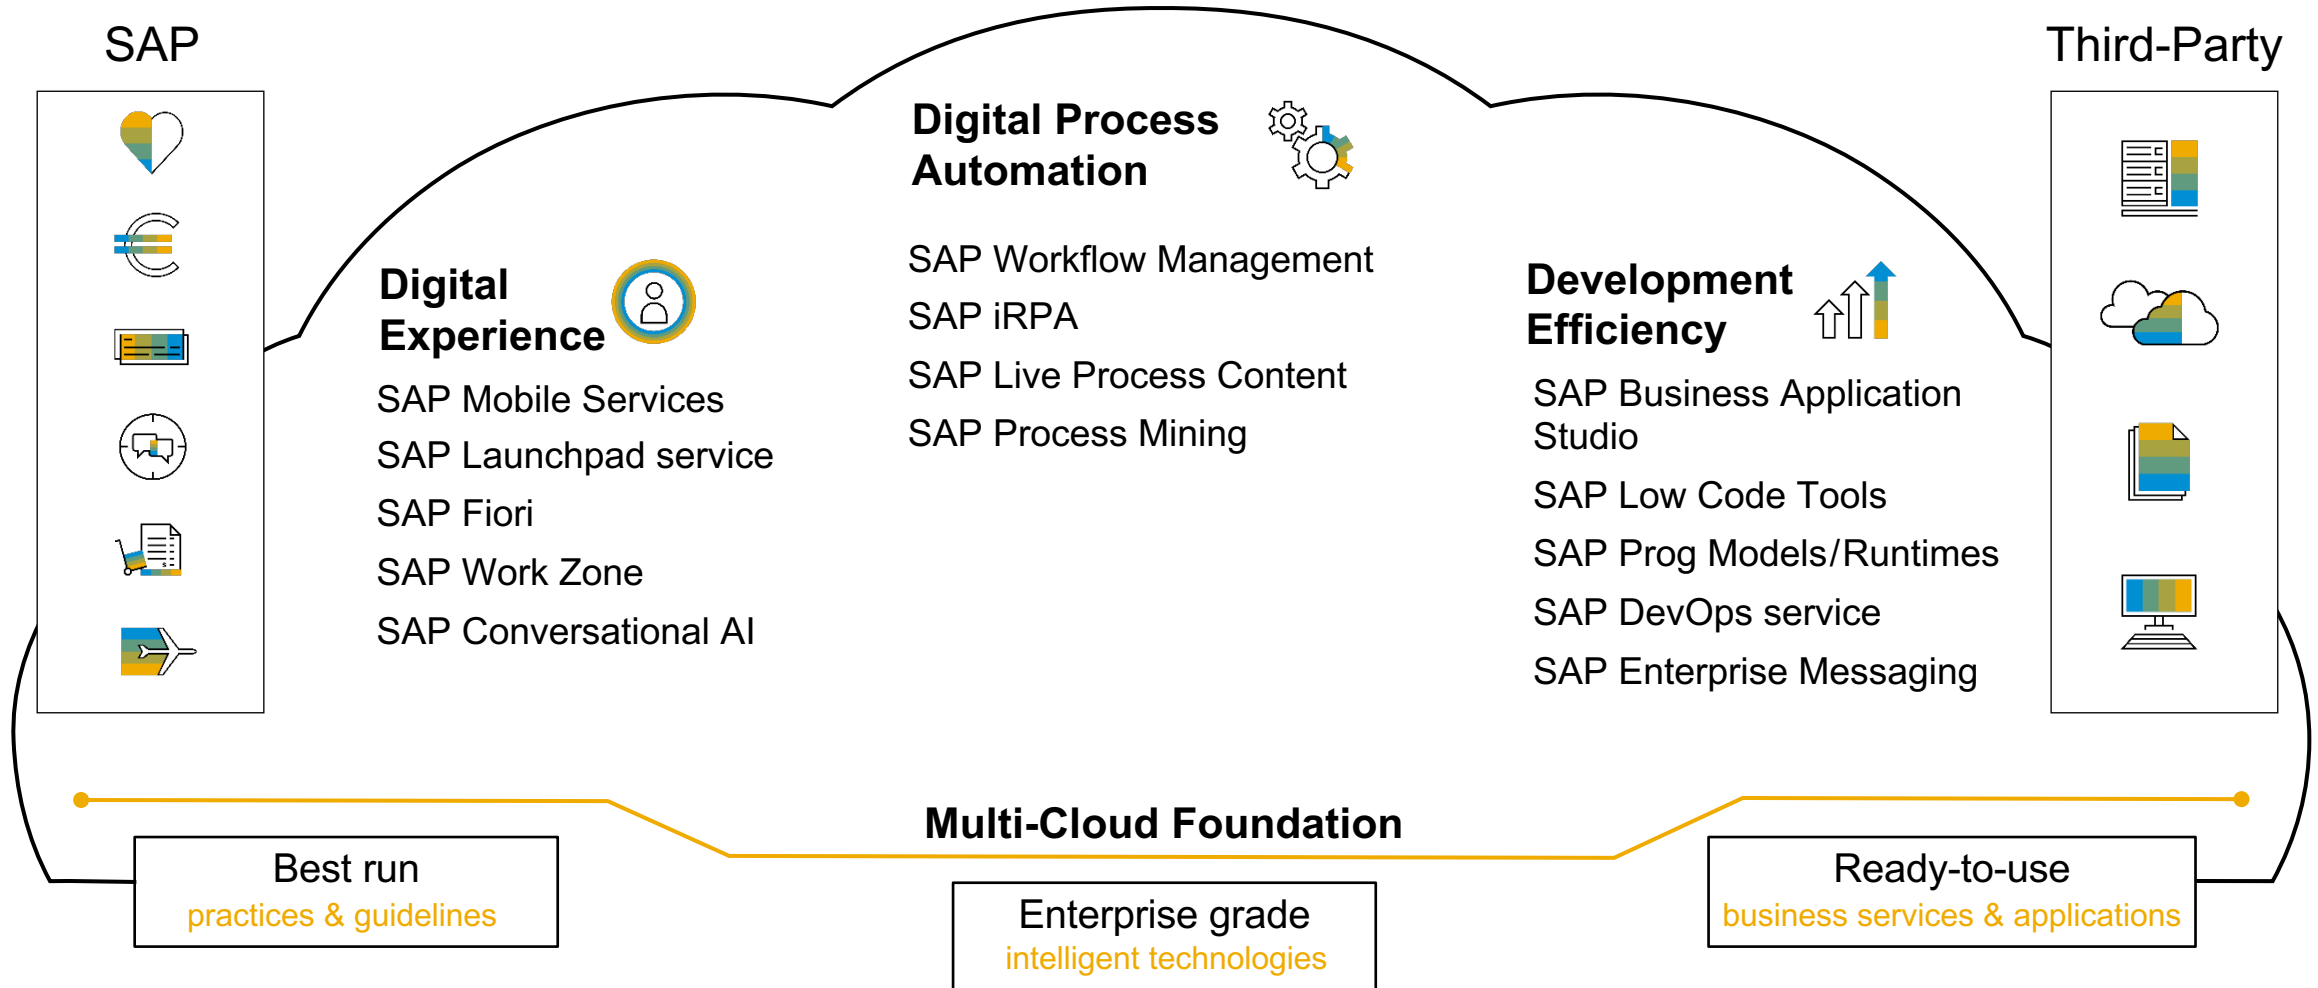 SAP
Third-Party
Digital Process
Automation
SAP Workflow Management
SAP iRPA
SAP Live Process Content
SAP Process Mining
Digital
Experience
SAP Mobile Services
SAP Launchpad service
SAP Fiori
SAP Work Zone
SAP Conversational AI
Development
Efficiency
SAP Business Application
Studio
SAP Low Code Tools
SAP Prog Models/Runtimes
SAP DevOps service
SAP Enterprise Messaging
Multi-Cloud Foundation
Best run
practices & guidelines
Enterprise grade
intelligent technologies
Ready-to-use
business services & applications